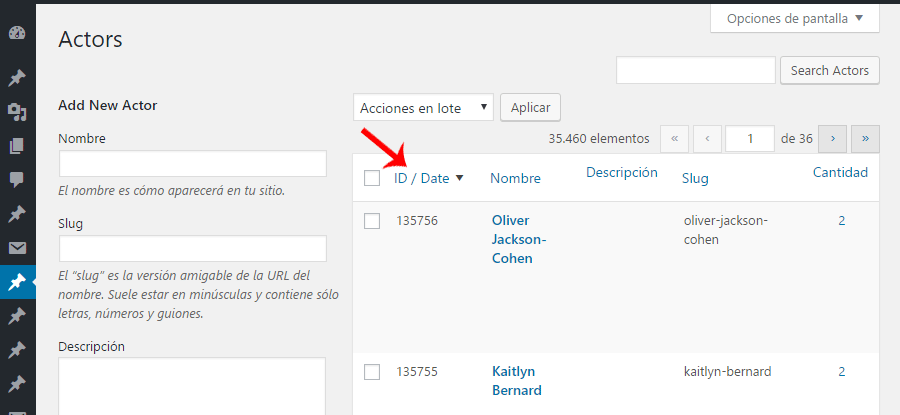 Opciones de pantalla
Actors
Search Actors
Add New Actor
Acciones en lote
Aplicar
Nombre
35.460 elementos « ‹ 1 de 36 › »
ID / Date Nombre Descripción Slug Cantidad
El nombre es cómo aparecerá en tu sitio.
Slug
El "slug" es la versión amigable de la URL del
nombre. Suele estar en minúsculas y contiene sólo
letras, números y guiones.
Descripción
135756 Oliver oliver-jackson- 2
Jackson- cohen
Cohen
135755 Kaitlyn kaitlyn-bernard 2
Bernard